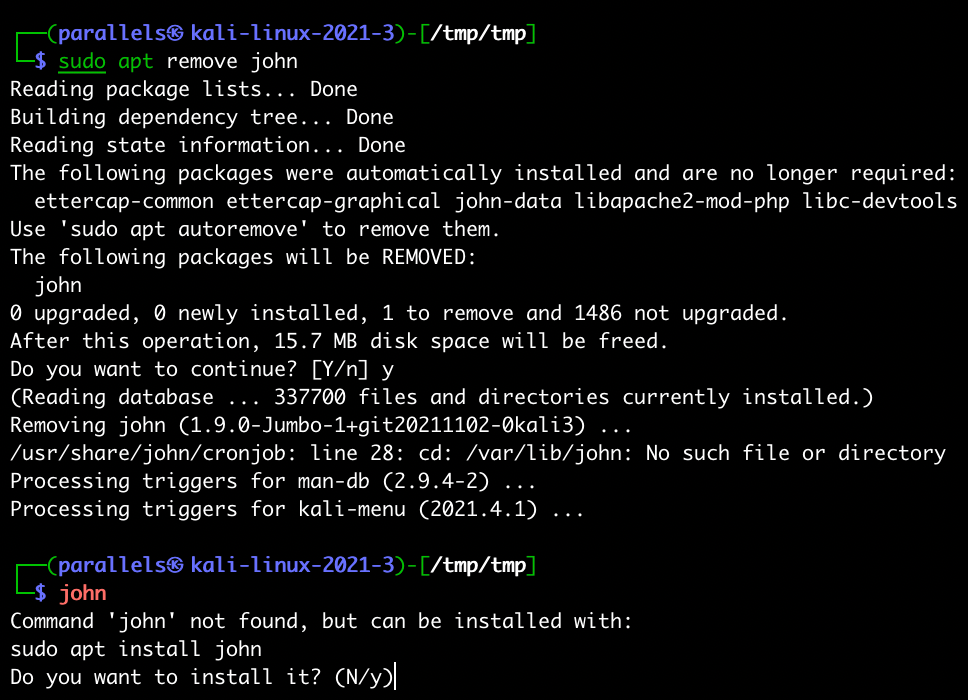 ┌──(parallels㉿kali-linux-2021-3)-[/tmp/tmp]
└─$ sudo apt remove john
Reading package lists... Done
Building dependency tree... Done
Reading state information... Done
The following packages were automatically installed and are no longer required:
  ettercap-common ettercap-graphical john-data libapache2-mod-php libc-devtools
Use 'sudo apt autoremove' to remove them.
The following packages will be REMOVED:
  john
0 upgraded, 0 newly installed, 1 to remove and 1486 not upgraded.
After this operation, 15.7 MB disk space will be freed.
Do you want to continue? [Y/n] y
(Reading database ... 337700 files and directories currently installed.)
Removing john (1.9.0-Jumbo-1+git20211102-0kali3) ...
/usr/share/john/cronjob: line 28: cd: /var/lib/john: No such file or directory
Processing triggers for man-db (2.9.4-2) ...
Processing triggers for kali-menu (2021.4.1) ...
┌──(parallels㉿kali-linux-2021-3)-[/tmp/tmp]
└─$ john
Command 'john' not found, but can be installed with:
sudo apt install john
Do you want to install it? (N/y)